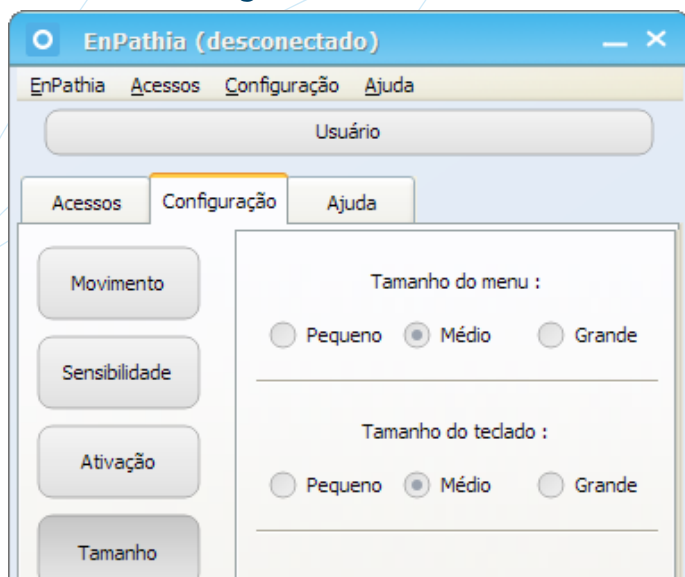 EnPathia (desconectado)
EnPathia Acessos Configuração Ajuda
Usuário
Acessos Configuração Ajuda
Movimento
Sensibilidade
Ativação
Tamanho
Tamanho do menu :
Pequeno Médio Grande
Tamanho do teclado :
Pequeno Médio Grande